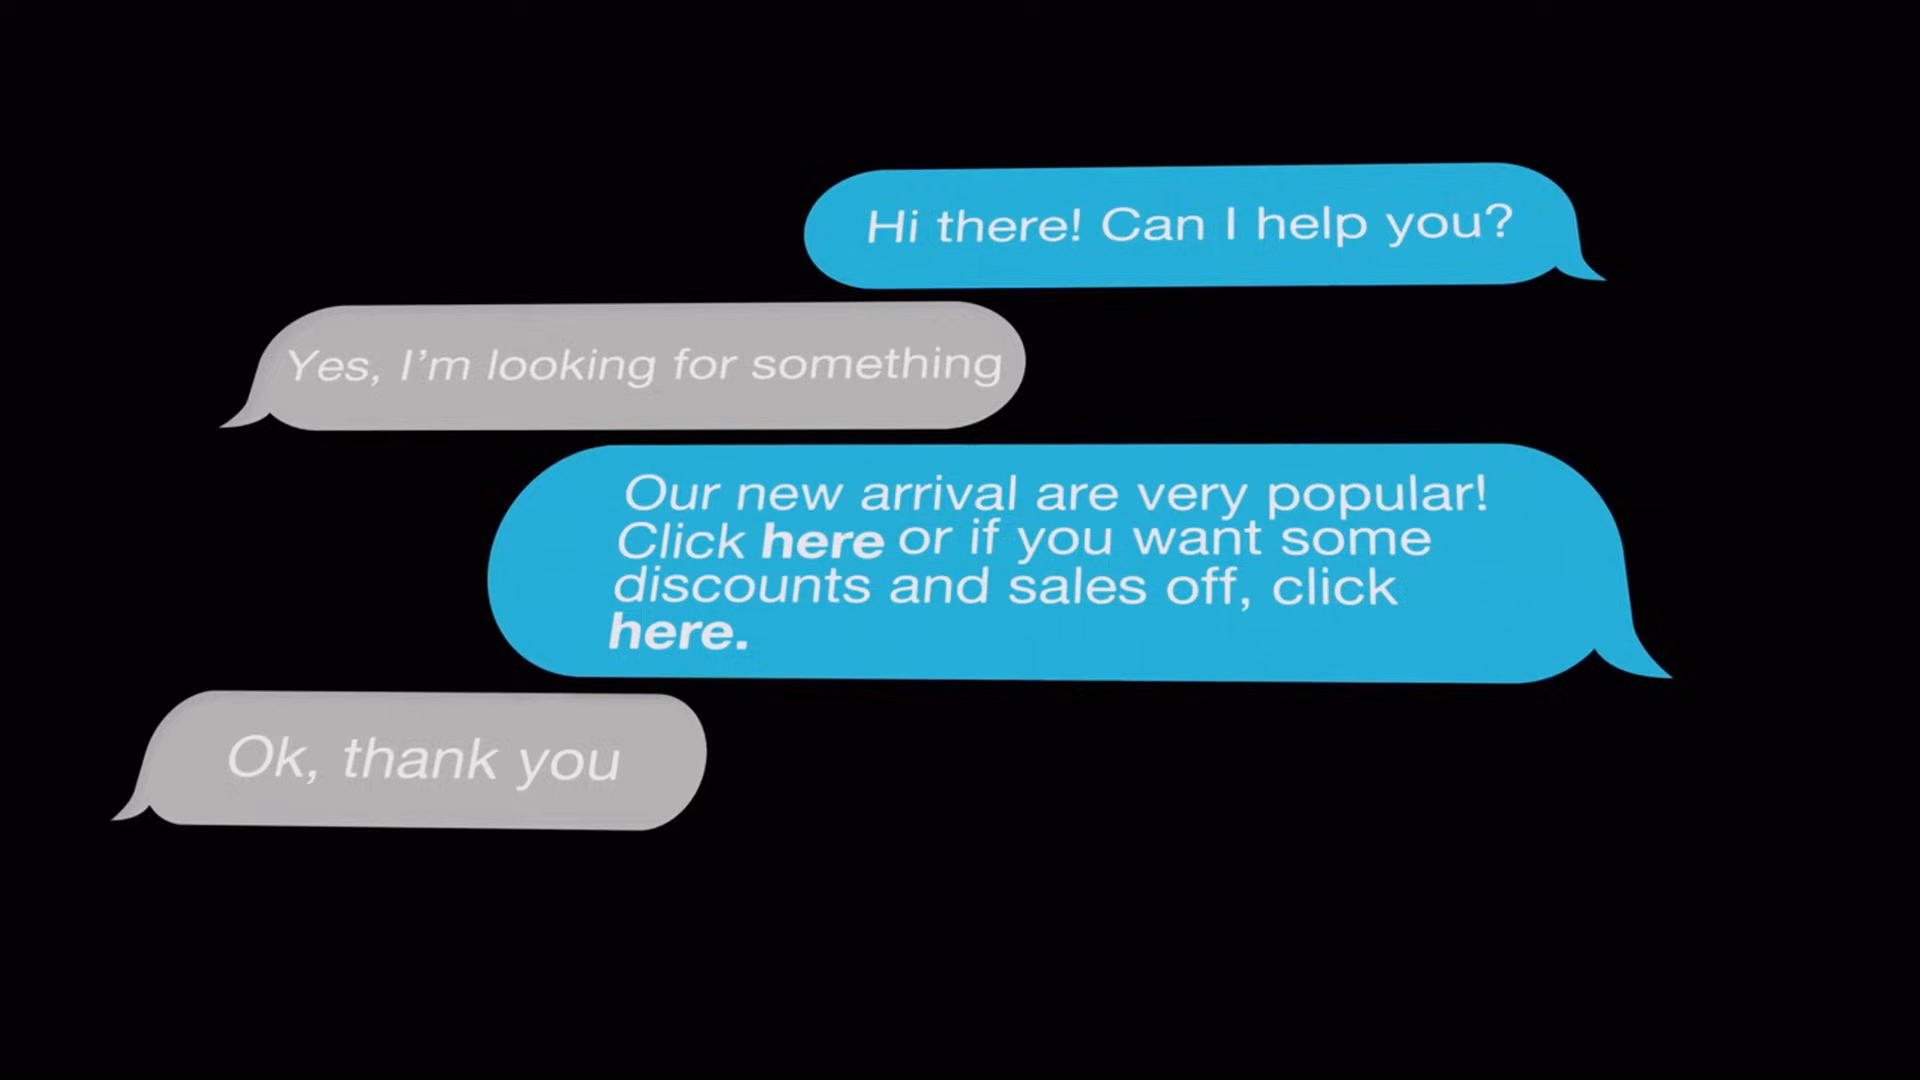 Hi there! Can I help you?
Yes, I’m looking for something
Our new arrival are very popular!
Click here or if you want some
discounts and sales off, click
here.
Ok, thank you